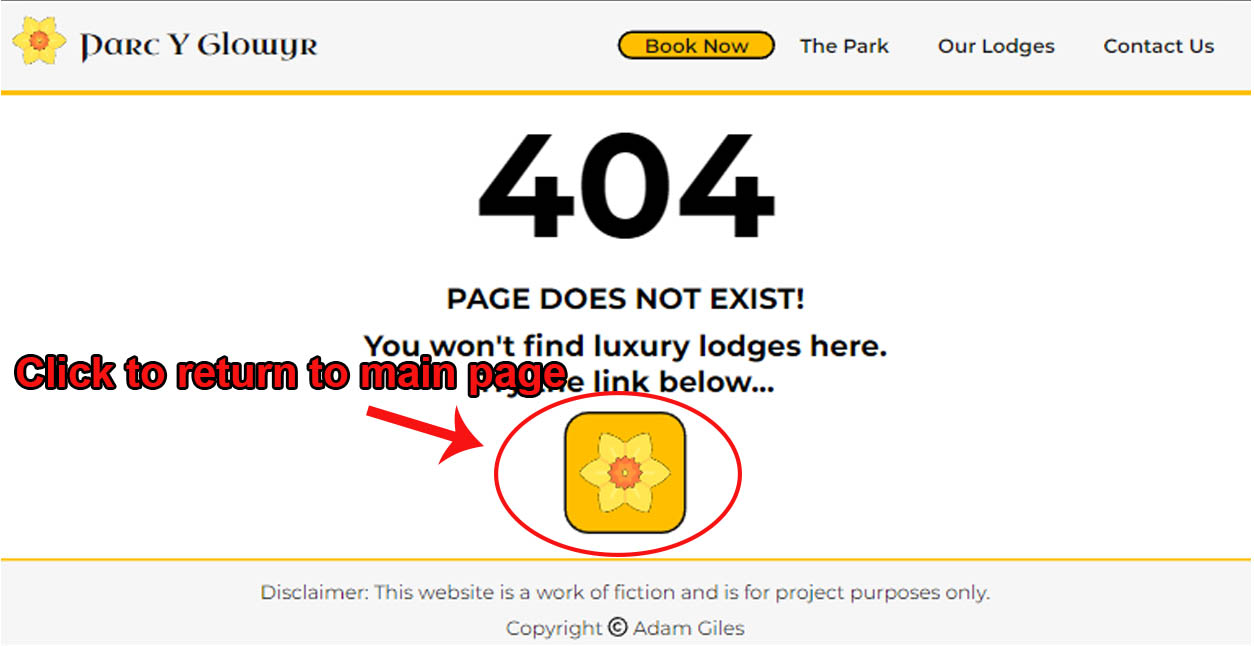 Parc Y Glowyr
Book Now
The Park
Our Lodges
Contact Us
404
PAGE DOES NOT EXIST!
You won't find luxury lodges here.
Click to return to main page
link below...
Disclaimer: This website is a work of fiction and is for project purposes only.
Copyright © Adam Giles